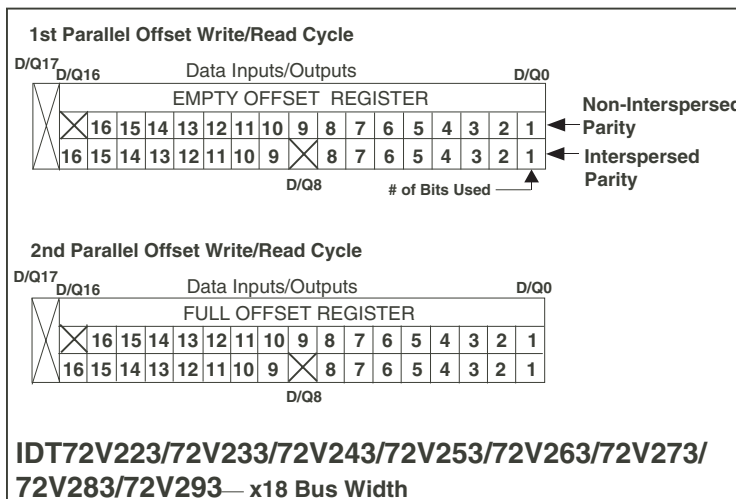 1st Parallel Offset Write/Read Cycle
D/Q17
D/Q16 Data Inputs/Outputs D/Q0
EMPTY OFFSET REGISTER
16 15 14 13 12 11 10 9 8 7 6 5 4 3 2 1 Non-Interspersed Parity
16 15 14 13 12 11 10 9 8 7 6 5 4 3 2 1 Interspersed Parity
D/Q8 # of Bits Used
2nd Parallel Offset Write/Read Cycle
D/Q17
D/Q16 Data Inputs/Outputs D/Q0
FULL OFFSET REGISTER
16 15 14 13 12 11 10 9 8 7 6 5 4 3 2 1
16 15 14 13 12 11 10 9 8 7 6 5 4 3 2 1
D/Q8
IDT72V223/72V233/72V243/72V253/72V263/72V273/
72V283/72V293— x18 Bus Width